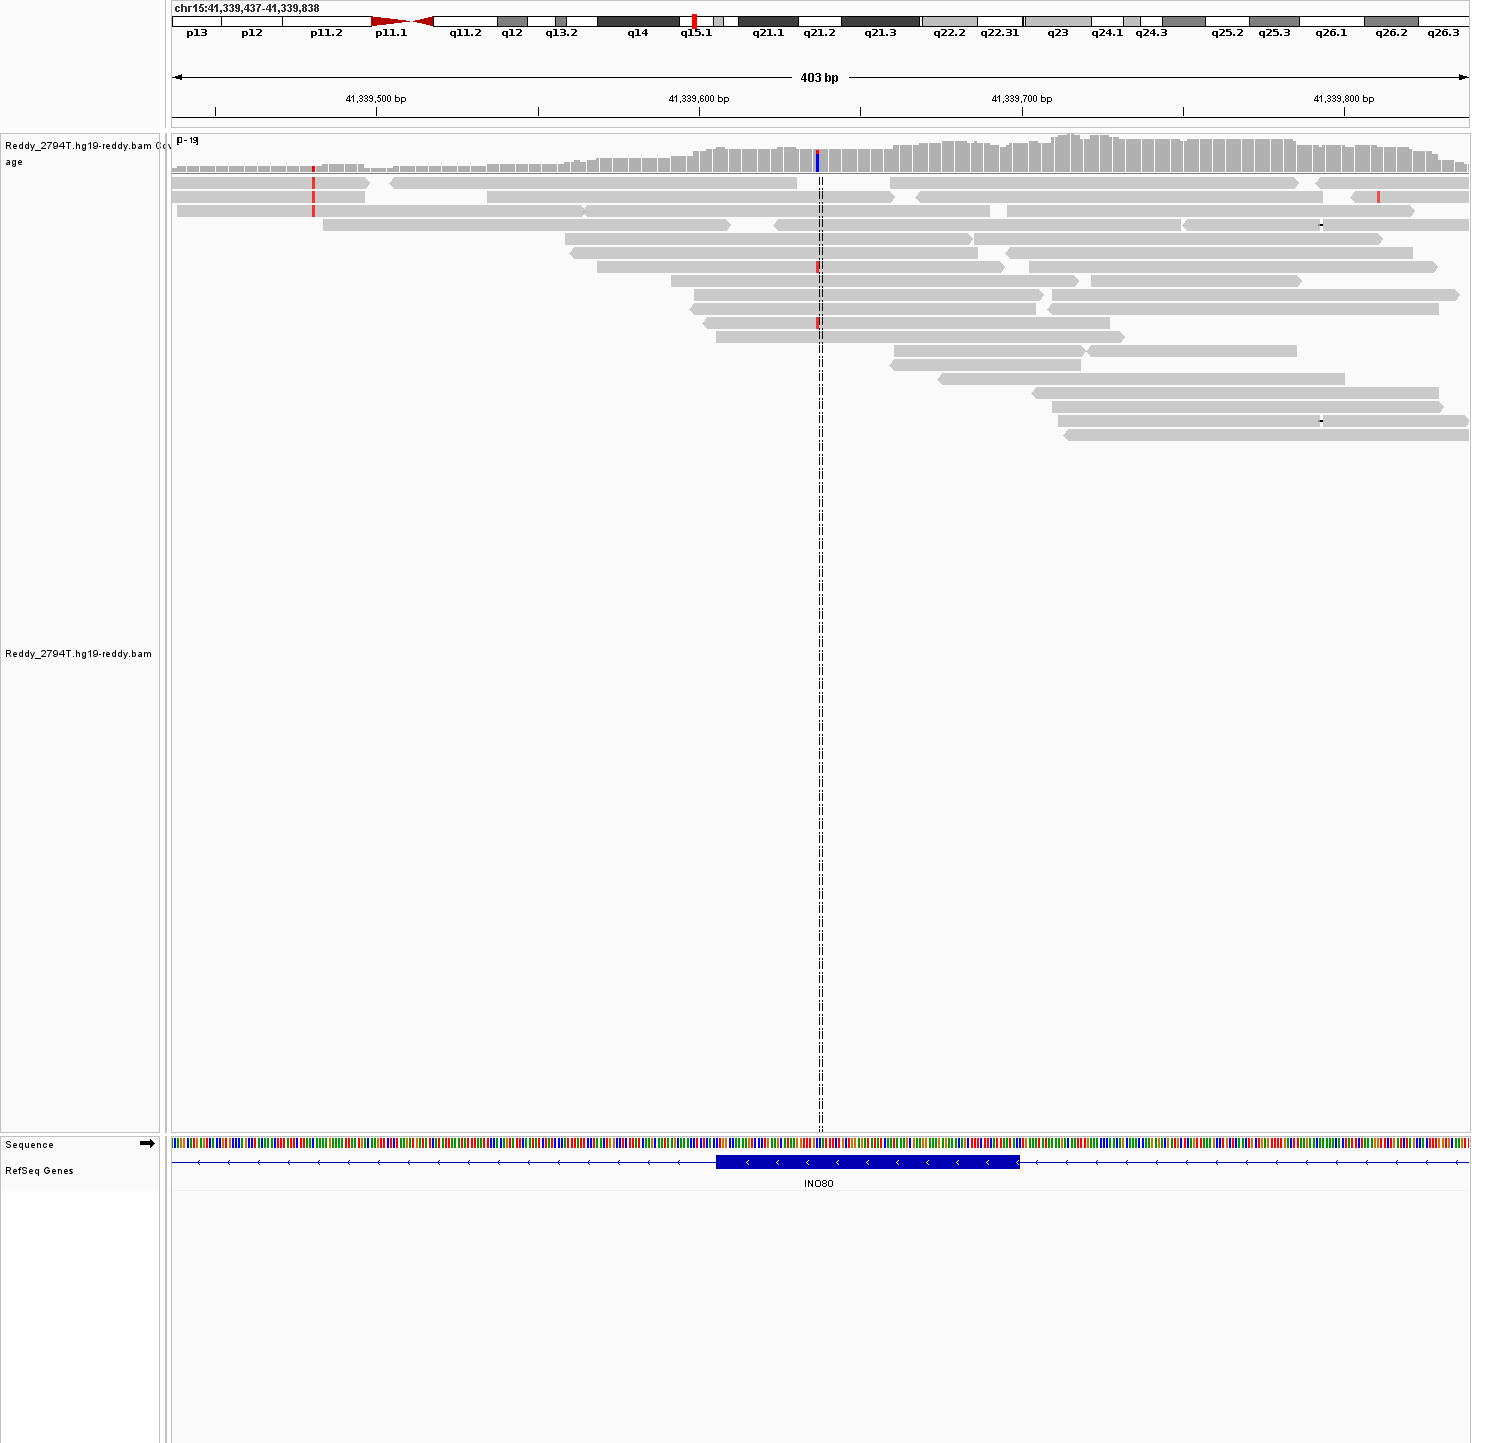 chr15:41,339,437-41,339,838
p13 p12 p11.2 p11.1 q11.2 q12 q13.2 q14 q15.1 q21.1 q21.2 q21.3 q22.2 q22.31 q23 q24.1 q24.3 q25.2 q25.3 q26.1 q26.2 q26.3
403 bp
41,339,500 bp 41,339,600 bp 41,339,700 bp 41,339,800 bp
[0 - 19]
Reddy_2794T.hg19-reddy.bam Cov
age
Reddy_2794T.hg19-reddy.bam
Sequence
RefSeq Genes
INO80